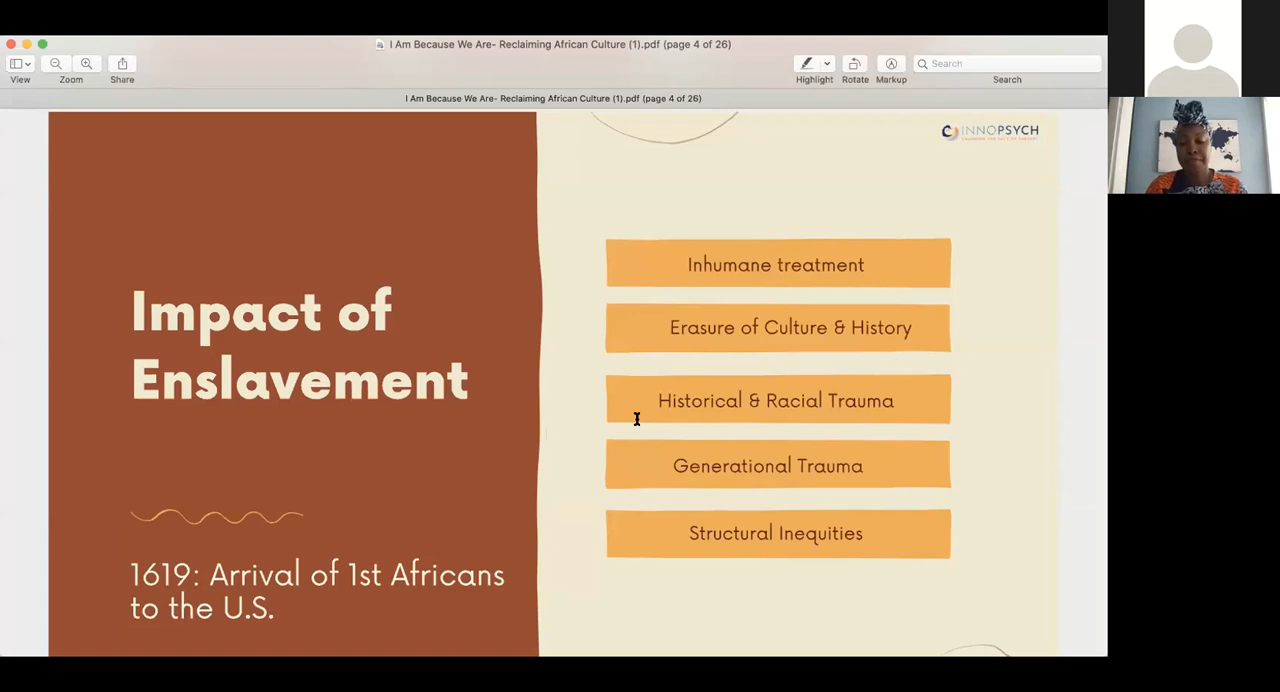 I Am Because We Are- Reclaiming African Culture (1).pdf (page 4 of 26)
View
Zoom
Share
Highlight
Rotate
Markup
Search
Search
I Am Because We Are- Reclaiming African Culture (1).pdf (page 4 of 26)
INNOPSYCH
Impact of
Enslavement
1619: Arrival of 1st Africans
to the U.S.
Inhumane treatment
Erasure of Culture & History
Historical & Racial Trauma
Generational Trauma
Structural Inequities